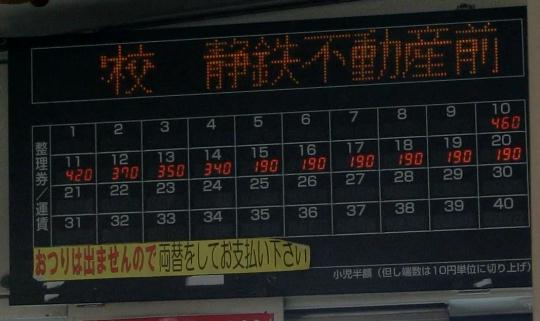 校 静鉄不動産前
整理券/運賃
1 2 3 4 5 6 7 8 9 10
460
11 12 13 14 15 16 17 18 19 20
420 370 350 340 190 190 190 190 190 190
21 22 23 24 25 26 27 28 29 30
31 32 33 34 35 36 37 38 39 40
おつりは出ませんので両替をしてお支払い下さい
小児半額(但し端数は10円単位に切り上げ)